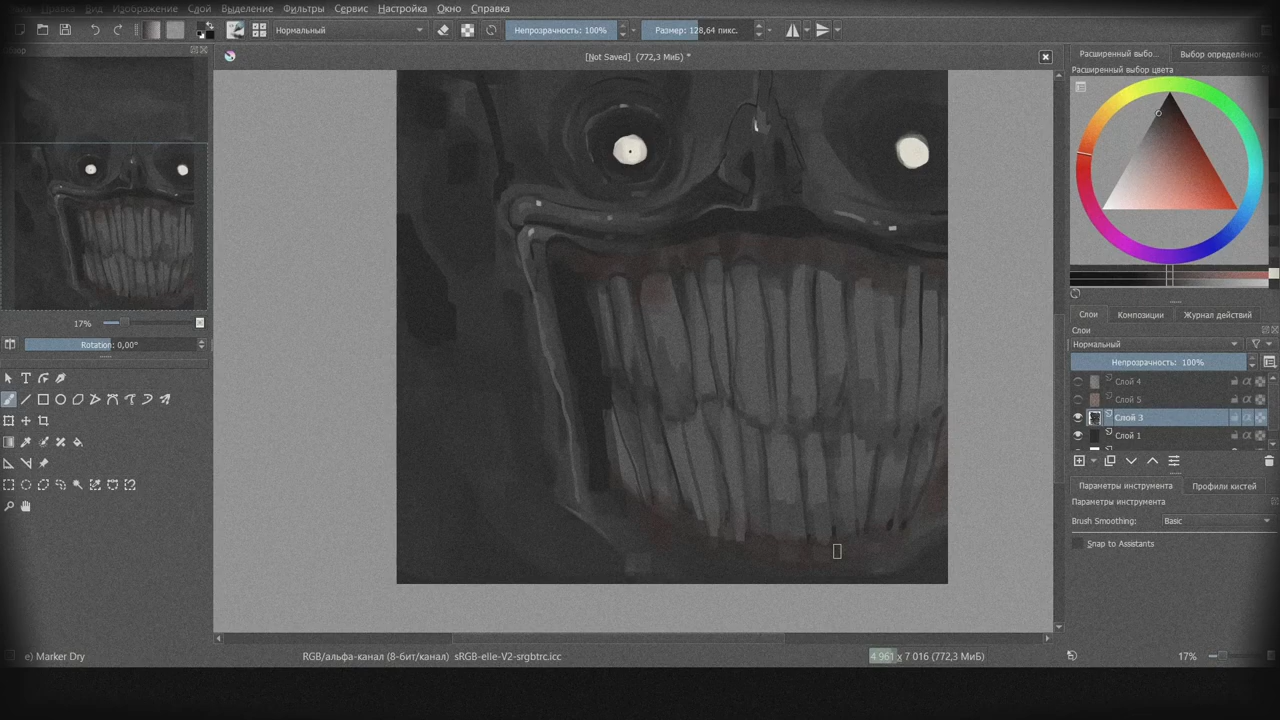 Правка Вид Изображение Слой Выделение Фильтры Сервис Настройка Окно Справка
Нормальный Непрозрачность: 100% Размер: 128,64 пикс.
[Not Saved] (772,3 МиБ) *
Расширенный выбо... Выбор определённог
Расширенный выбор цвета
17%
Rotation: 0,00°
Слои Композиции Журнал действий
Слои
Нормальный
Непрозрачность: 100%
Слой 4
Слой 5
Слой 3
Слой 1
Параметры инструмента Профили кистей
Параметры инструмента
Brush Smoothing: Basic
Snap to Assistants
e) Marker Dry RGB/альфа-канал (8-бит/канал) sRGB-elle-V2-srgbtrc.icc 4 961 x 7 016 (772,3 МиБ) 17%